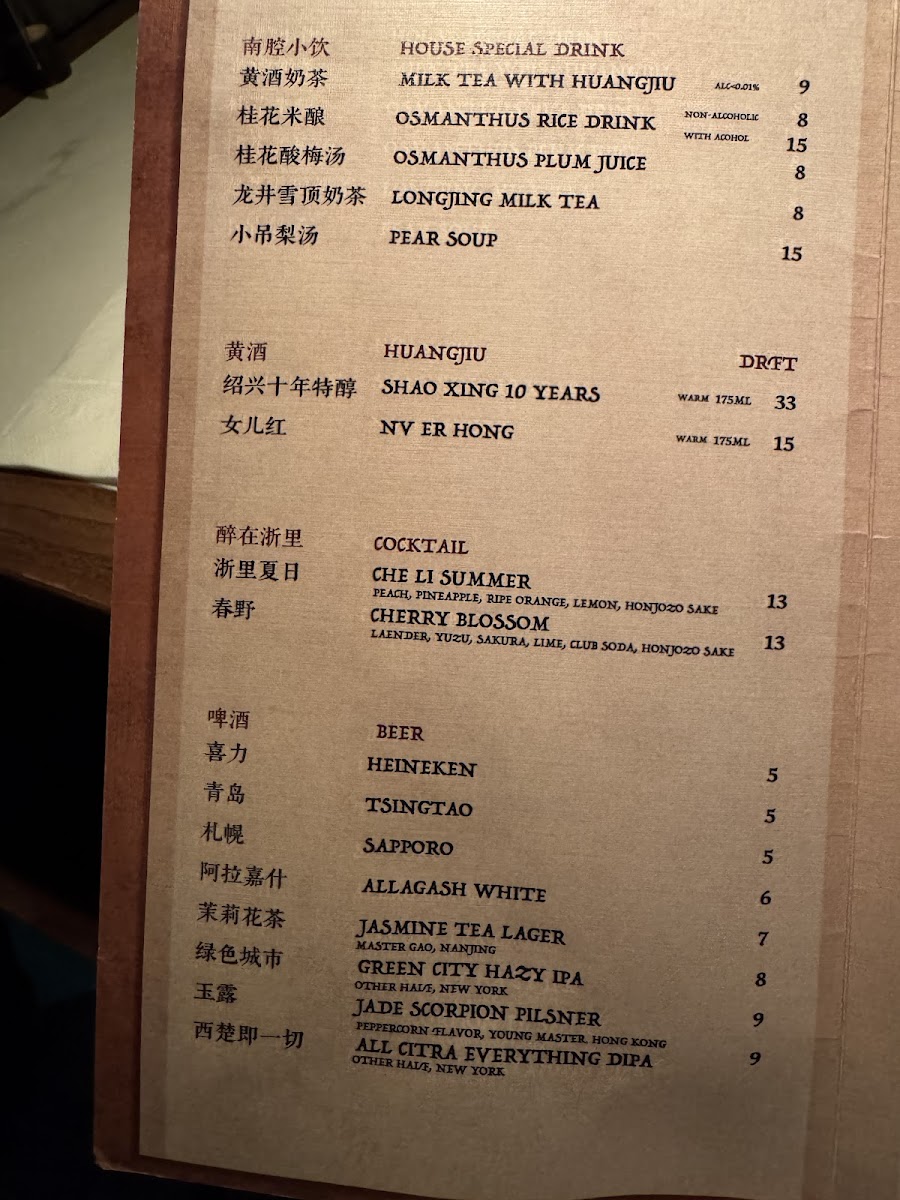 南腔小饮 HOUSE SPECIAL DRINK
黄酒奶茶 MILK TEA WITH HUANGJIU ALC<0.01% 9
桂花米酿 OSMANTHUS RICE DRINK NON-ALCOHOLIC 8
WITH ACOHOL 15
桂花酸梅汤 OSMANTHUS PLUM JUICE 8
龙井雪顶奶茶 LONGJING MILK TEA 8
小吊梨汤 PEAR SOUP 15
黄酒 HUANGJIU DRFT
绍兴十年特醇 SHAO XING 10 YEARS WARM 175ML 33
女儿红 NV ER HONG WARM 175ML 15
醉在浙里 COCKTAIL
浙里夏日 CHE LI SUMMER 13
PEACH, PINEAPPLE, RIPE ORANGE, LEMON, HONJOZO SAKE
春野 CHERRY BLOSSOM 13
LAENDER, YUZU, SAKURA, LIME, CLUB SODA, HONJOZO SAKE
啤酒 BEER
喜力 HEINEKEN 5
青岛 TSINGTAO 5
札幌 SAPPORO 5
阿拉嘉什 ALLAGASH WHITE 6
茉莉花茶 JASMINE TEA LAGER 7
MASTER GAO, NANJING
绿色城市 GREEN CITY HAZY IPA 8
OTHER HALF, NEW YORK
玉露 JADE SCORPION PILSNER 9
PEPPERCORN FLAVOR, YOUNG MASTER. HONG KONG
西楚即一切 ALL CITRA EVERYTHING DIPA 9
OTHER HALF, NEW YORK